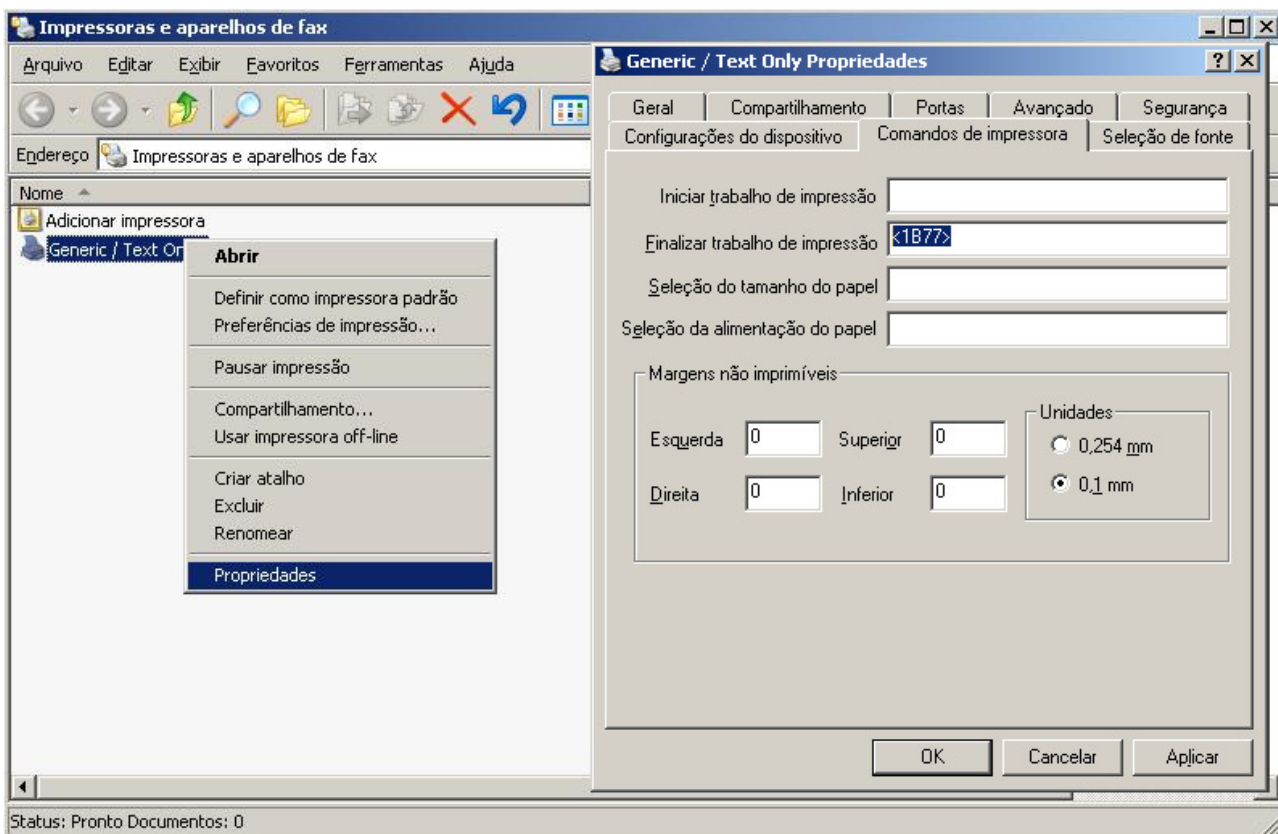 Impressoras e aparelhos de fax
Arquivo Editar Exibir Favoritos Ferramentas Ajuda
Endereço Impressoras e aparelhos de fax
Nome
Adicionar impressora
Generic / Text On
Abrir
Definir como impressora padrão
Preferências de impressão...
Pausar impressão
Compartilhamento...
Usar impressora off-line
Criar atalho
Excluir
Renomear
Propriedades
Status: Pronto Documentos: 0
Generic / Text Only Propriedades
Geral Compartilhamento Portas Avançado Segurança
Configurações do dispositivo Comandos de impressora Seleção de fonte
Iniciar trabalho de impressão
Finalizar trabalho de impressão <1B77>
Seleção do tamanho do papel
Seleção da alimentação do papel
Margens não imprimíveis
Esquerda 0 Superior 0
Direita 0 Inferior 0
Unidades
0,254 mm
0,1 mm
OK Cancelar Aplicar